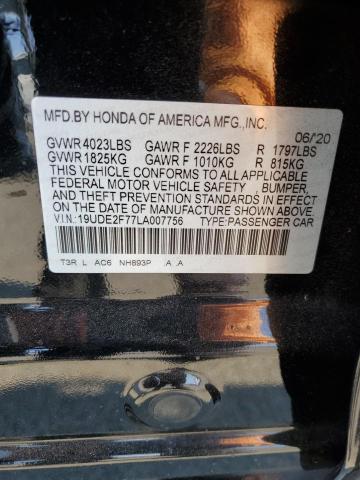 MFD.BY HONDA OF AMERICA MFG.,INC. 06/'20
GVWR 4023LBS GAWR F 2226LBS R 1797LBS
GVWR 1825KG GAWR F 1010KG R 815KG
THIS VEHICLE CONFORMS TO ALL APPLICABLE
FEDERAL MOTOR VEHICLE SAFETY , BUMPER,
AND THEFT PREVENTION STANDARDS IN EFFECT ON THE
DATE OF MANUFACTURE SHOWN ABOVE.
V.I.N:19UDE2F77LA007756 TYPE:PASSENGER CAR
T3R L AC6 NH893P .A .A